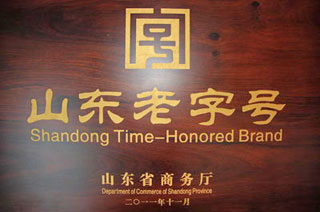 号
山东老字号
Shandong Time-Honored Brand
山东省商务厅
Department of Commerce of Shandong Province
二〇一一年十一月